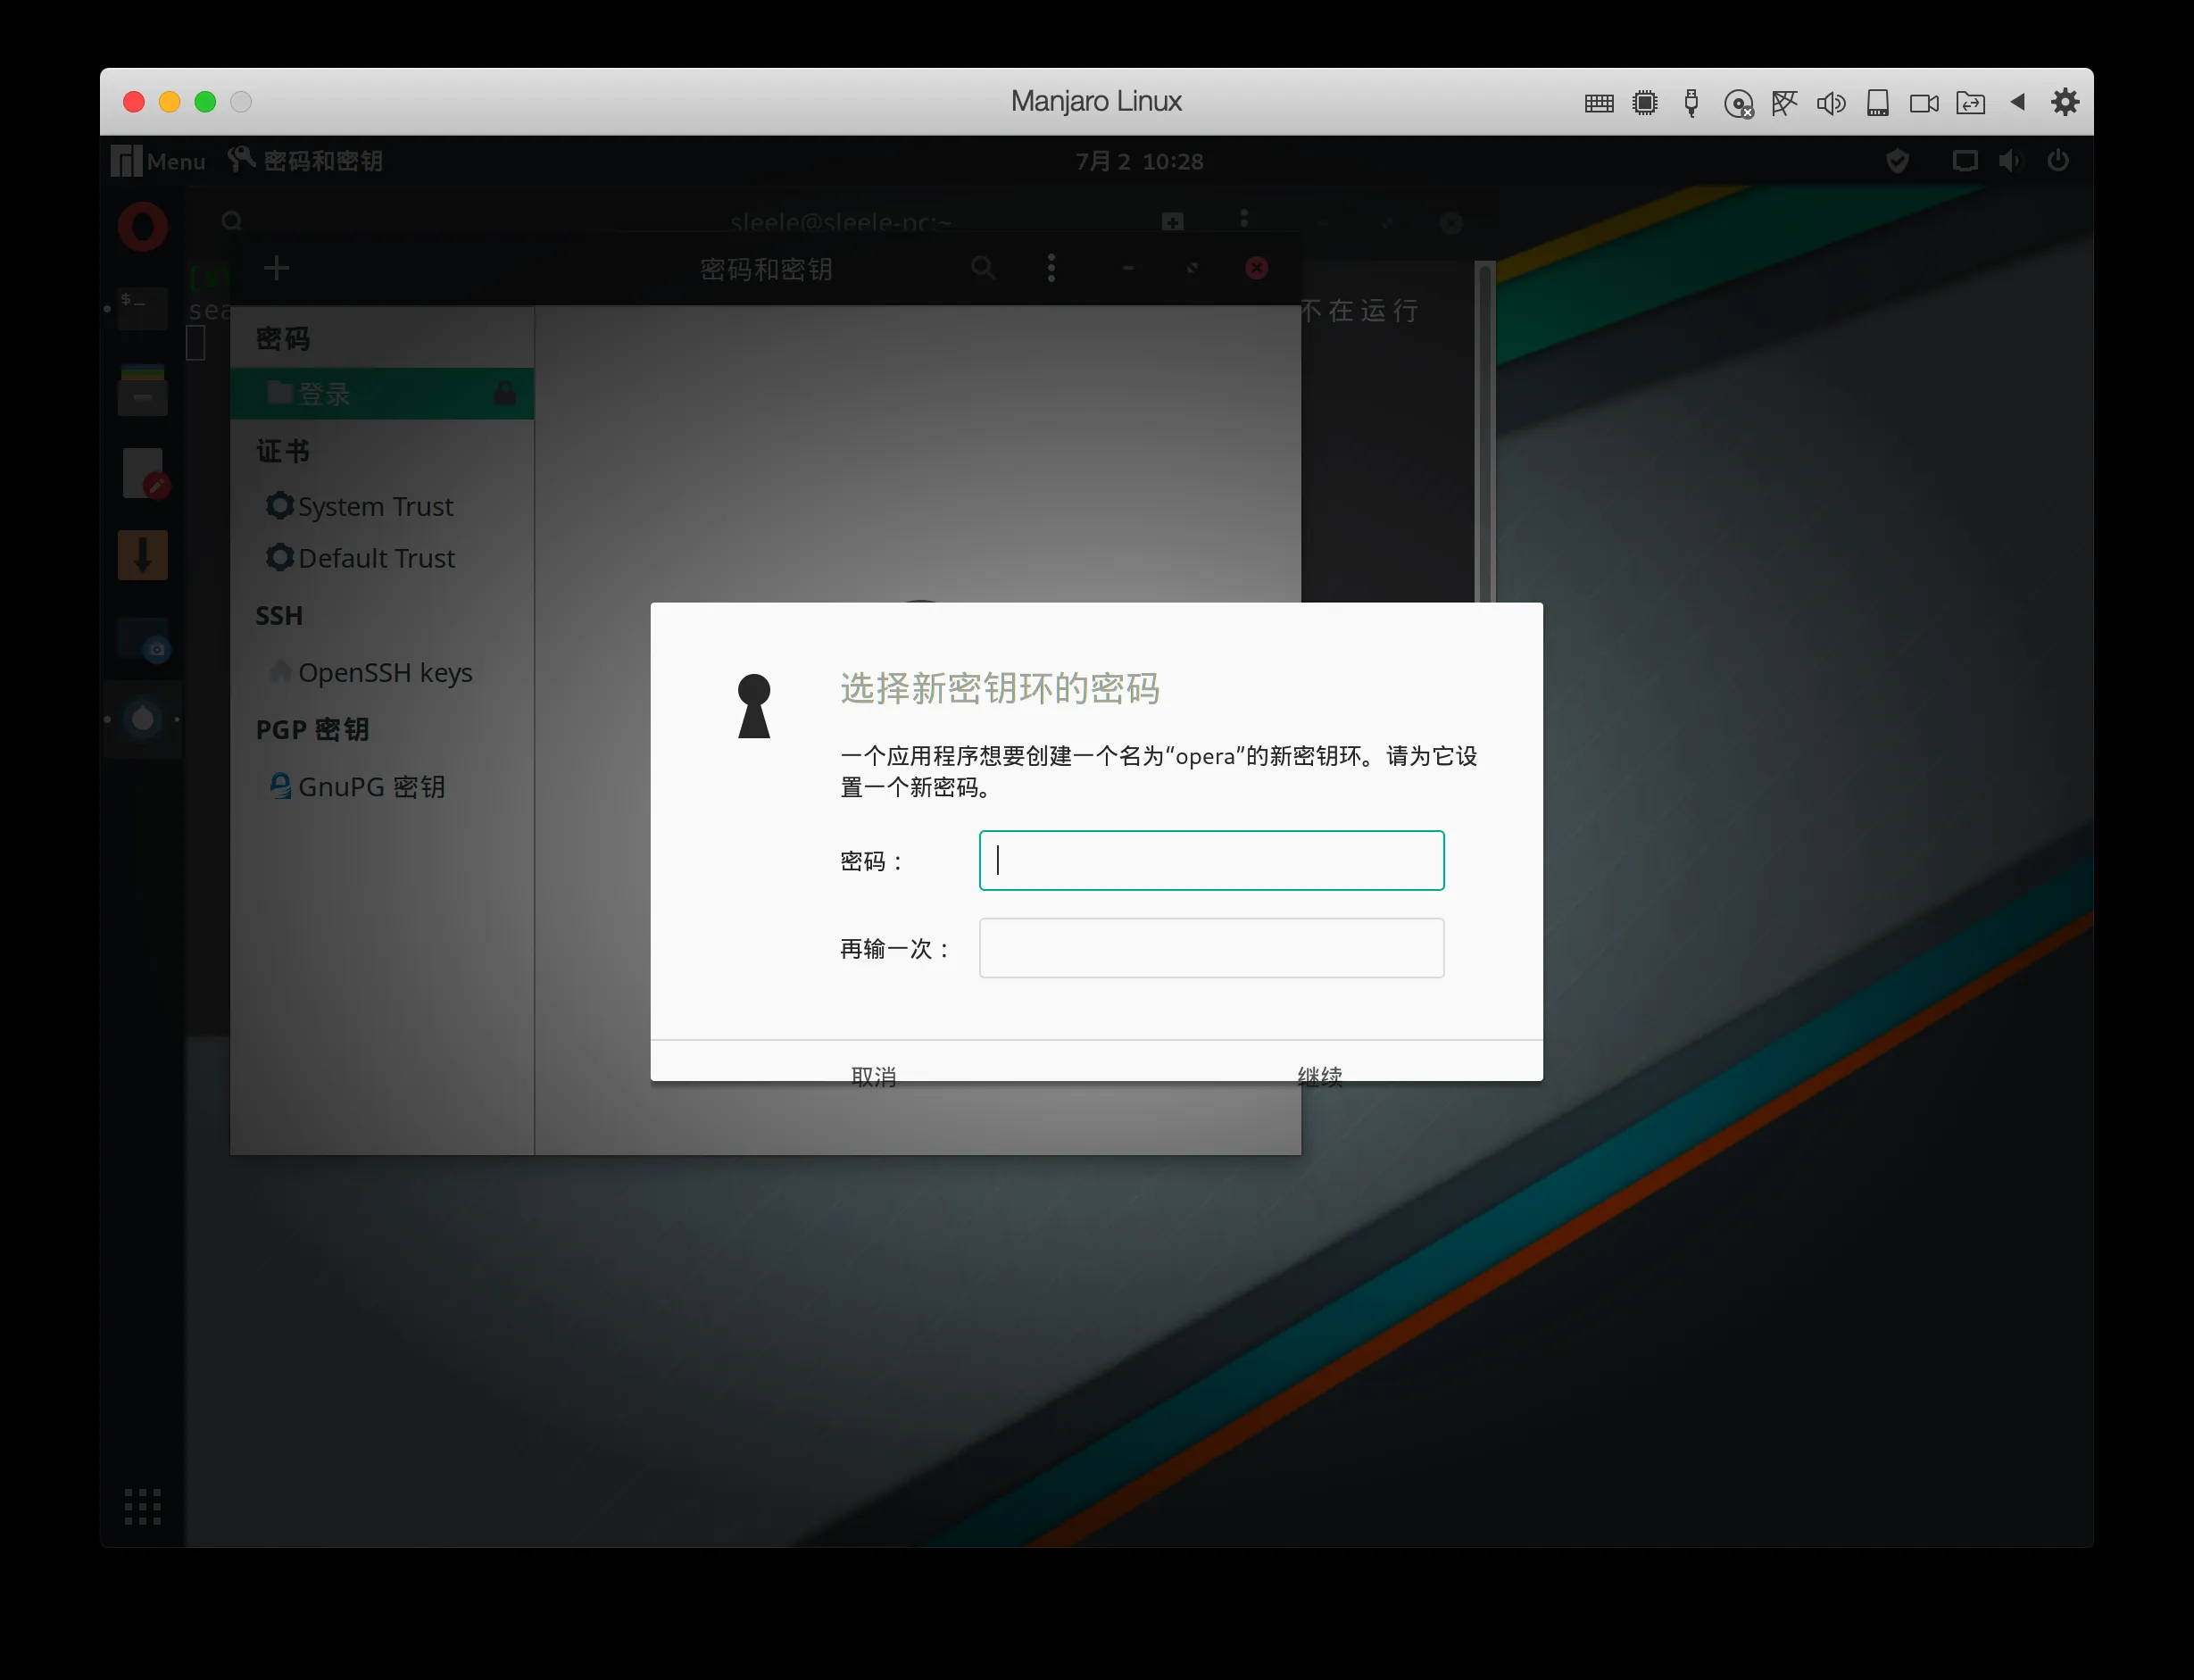 Manjaro Linux
Menu 密码和密钥 7月 2 10:28
sleele@sleele-pc:~
密码和密钥
sea
不在运行
$_
密码
登录
证书
System Trust
Default Trust
SSH
OpenSSH keys
PGP 密钥
GnuPG 密钥
选择新密钥环的密码
一个应用程序想要创建一个名为“opera”的新密钥环。请为它设
置一个新密码。
密码：
再输一次：
取消 继续